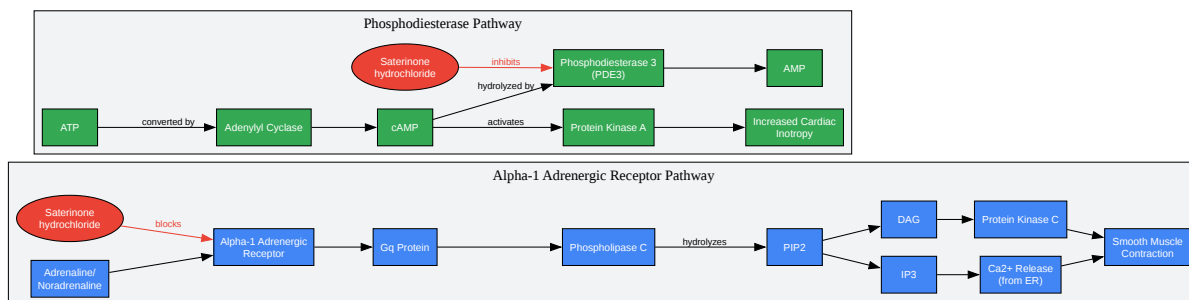 Phosphodiesterase Pathway
Saterinone
hydrochloride
inhibits
Phosphodiesterase 3
(PDE3)
AMP
hydrolyzed by
ATP
converted by
Adenylyl Cyclase
cAMP
activates
Protein Kinase A
Increased Cardiac
Inotropy
Alpha-1 Adrenergic Receptor Pathway
Saterinone
hydrochloride
blocks
Adrenaline/
Noradrenaline
Alpha-1 Adrenergic
Receptor
Gq Protein
Phospholipase C
hydrolyzes
PIP2
DAG
Protein Kinase C
IP3
Ca2+ Release
(from ER)
Smooth Muscle
Contraction